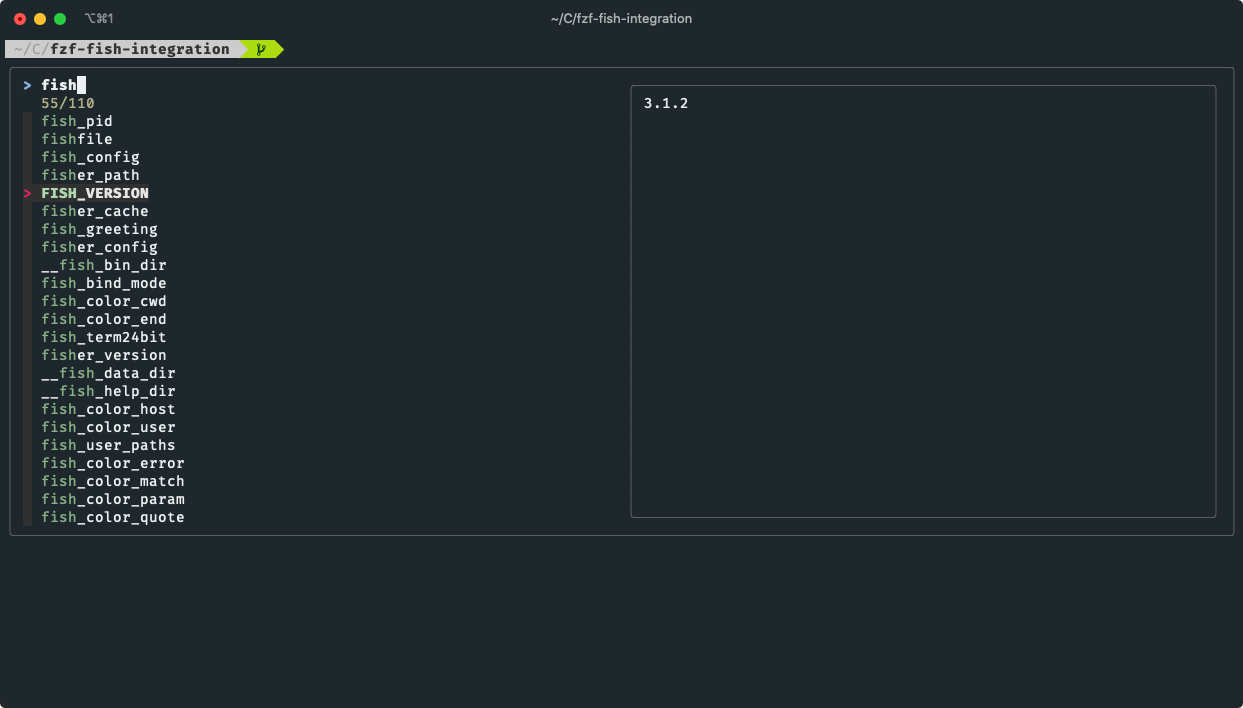 ⌥⌘1
~/C/fzf-fish-integration
~/C/fzf-fish-integration
> fish
55/110
fish_pid
fishfile
fish_config
fisher_path
> FISH_VERSION
fisher_cache
fish_greeting
fisher_config
__fish_bin_dir
fish_bind_mode
fish_color_cwd
fish_color_end
fish_term24bit
fisher_version
__fish_data_dir
__fish_help_dir
fish_color_host
fish_color_user
fish_user_paths
fish_color_error
fish_color_match
fish_color_param
fish_color_quote
3.1.2